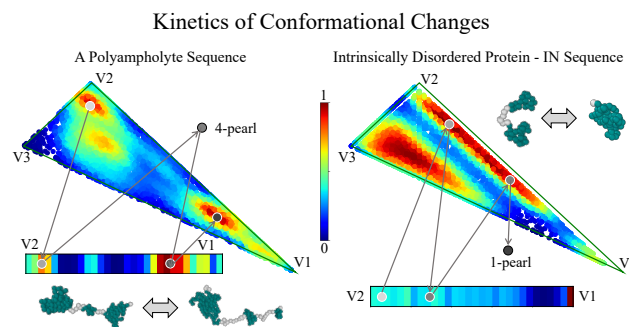 Kinetics of Conformational Changes
A Polyampholyte Sequence
Intrinsically Disordered Protein - IN Sequence
V2
V2
1
4-pearl
V3
V3
V2
V1
0
V1
V
1-pearl
V2
V1